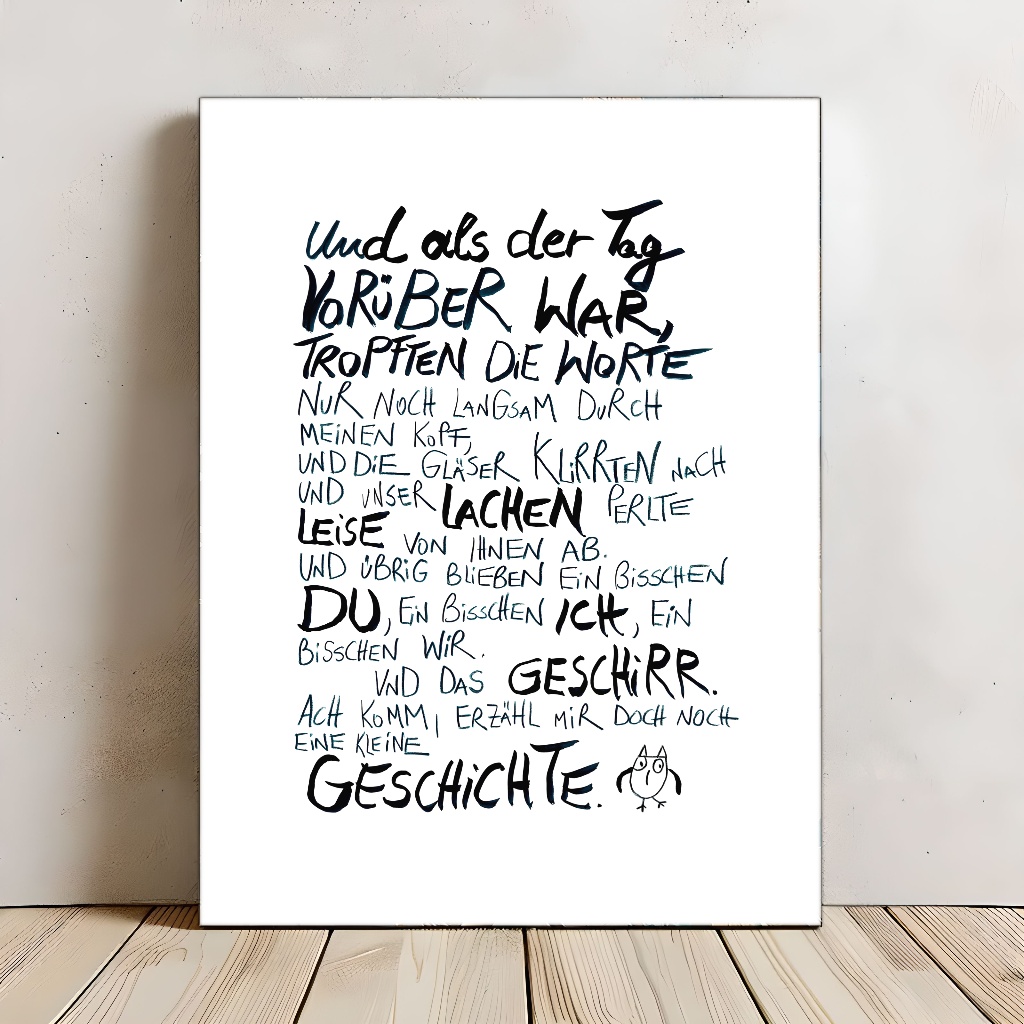 Und als der Tag
VORÜBER WAR,
TROPFTEN DIE WORTE
NUR NOCH LANGSAM DURCH
MEINEN KOPF,
UND DIE GLÄSER KLIRRTEN NACH
UND UNSER LACHEN PERLTE
LEISE VON IHNEN AB.
UND ÜBRIG BLIEBEN EIN BISSCHEN
DU, EIN BISSCHEN ICH, EIN
BISSCHEN WIR.
UND DAS GESCHIRR.
ACH KOMM, ERZÄHL MIR DOCH NOCH
EINE KLEINE
GESCHICHTE.